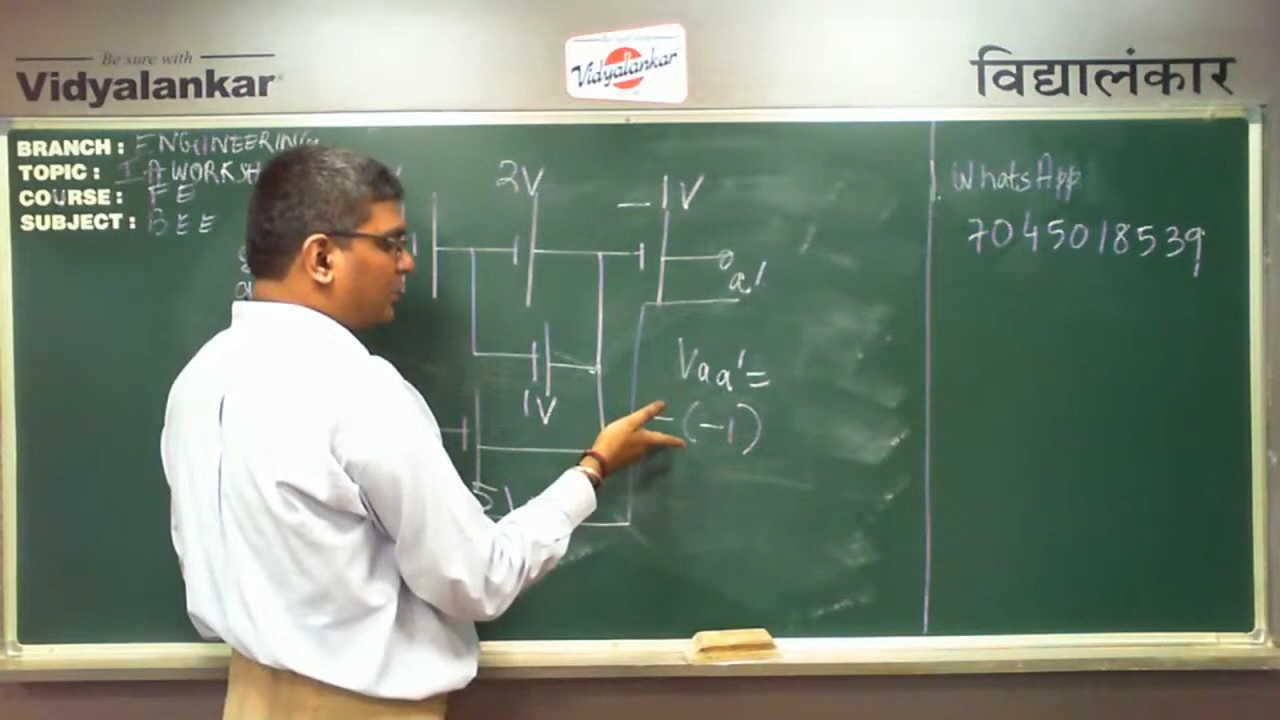 Be sure with
Vidyalankar
Vidyalankar
विद्यालंकार
BRANCH : ENGINEERING
TOPIC :
COURSE : FE
SUBJECT : BEE
2V
-1V
a'
1V
Vaa' =
-(-1)
5
WhatsApp
7045018539